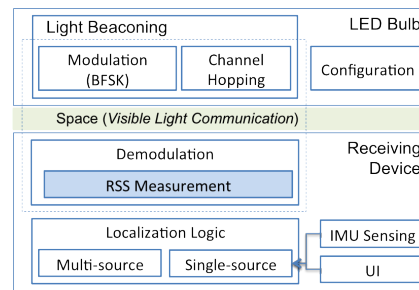 Light Beaconing
LED Bulb
Modulation
(BFSK)
Channel
Hopping
Configuration
Space (Visible Light Communication)
Demodulation
RSS Measurement
Receiving
Device
Localization Logic
Multi-source
Single-source
IMU Sensing
UI